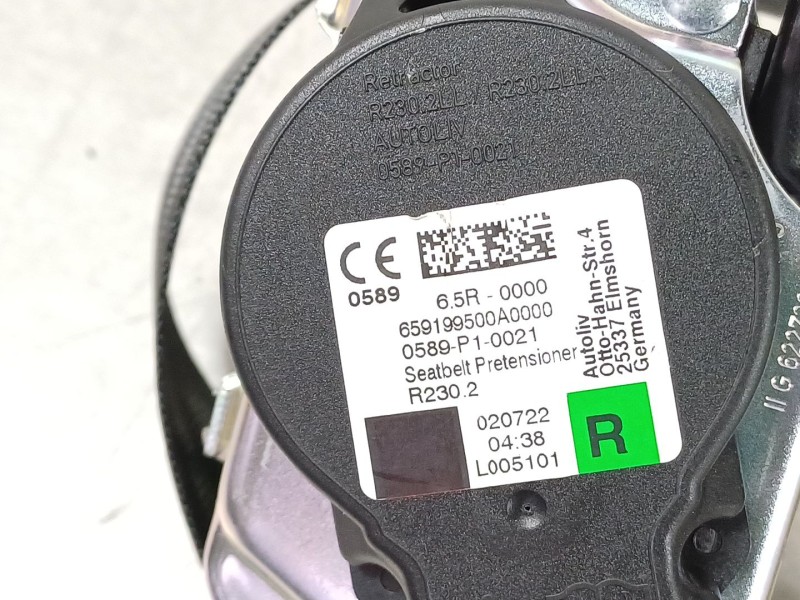 Retractor
R230.2LL / R230.2LL.A
AUTOLIV
0589-P1-0021
CE
0589
6.5R - 0000
659199500A0000
0589-P1-0021
Seatbelt Pretensioner
R230.2
Autoliv
Otto-Hahn-Str.4
25337 Elmshorn
Germany
020722
04:38
L005101
R